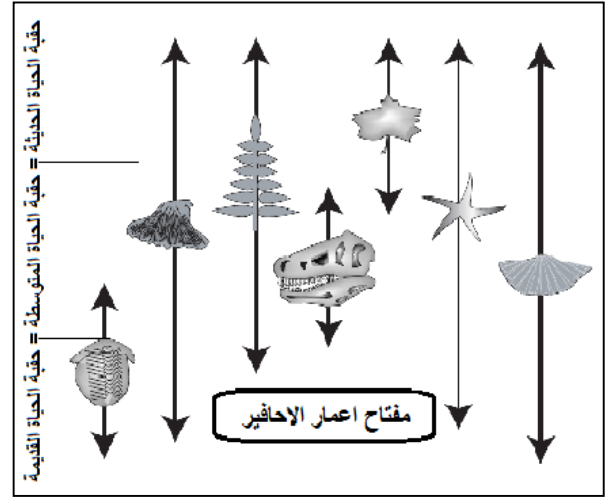 حقبة الحياة القديمة = حقبة الحياة المتوسطة = حقبة الحياة الحديثة
مفتاح اعمار الاحافير